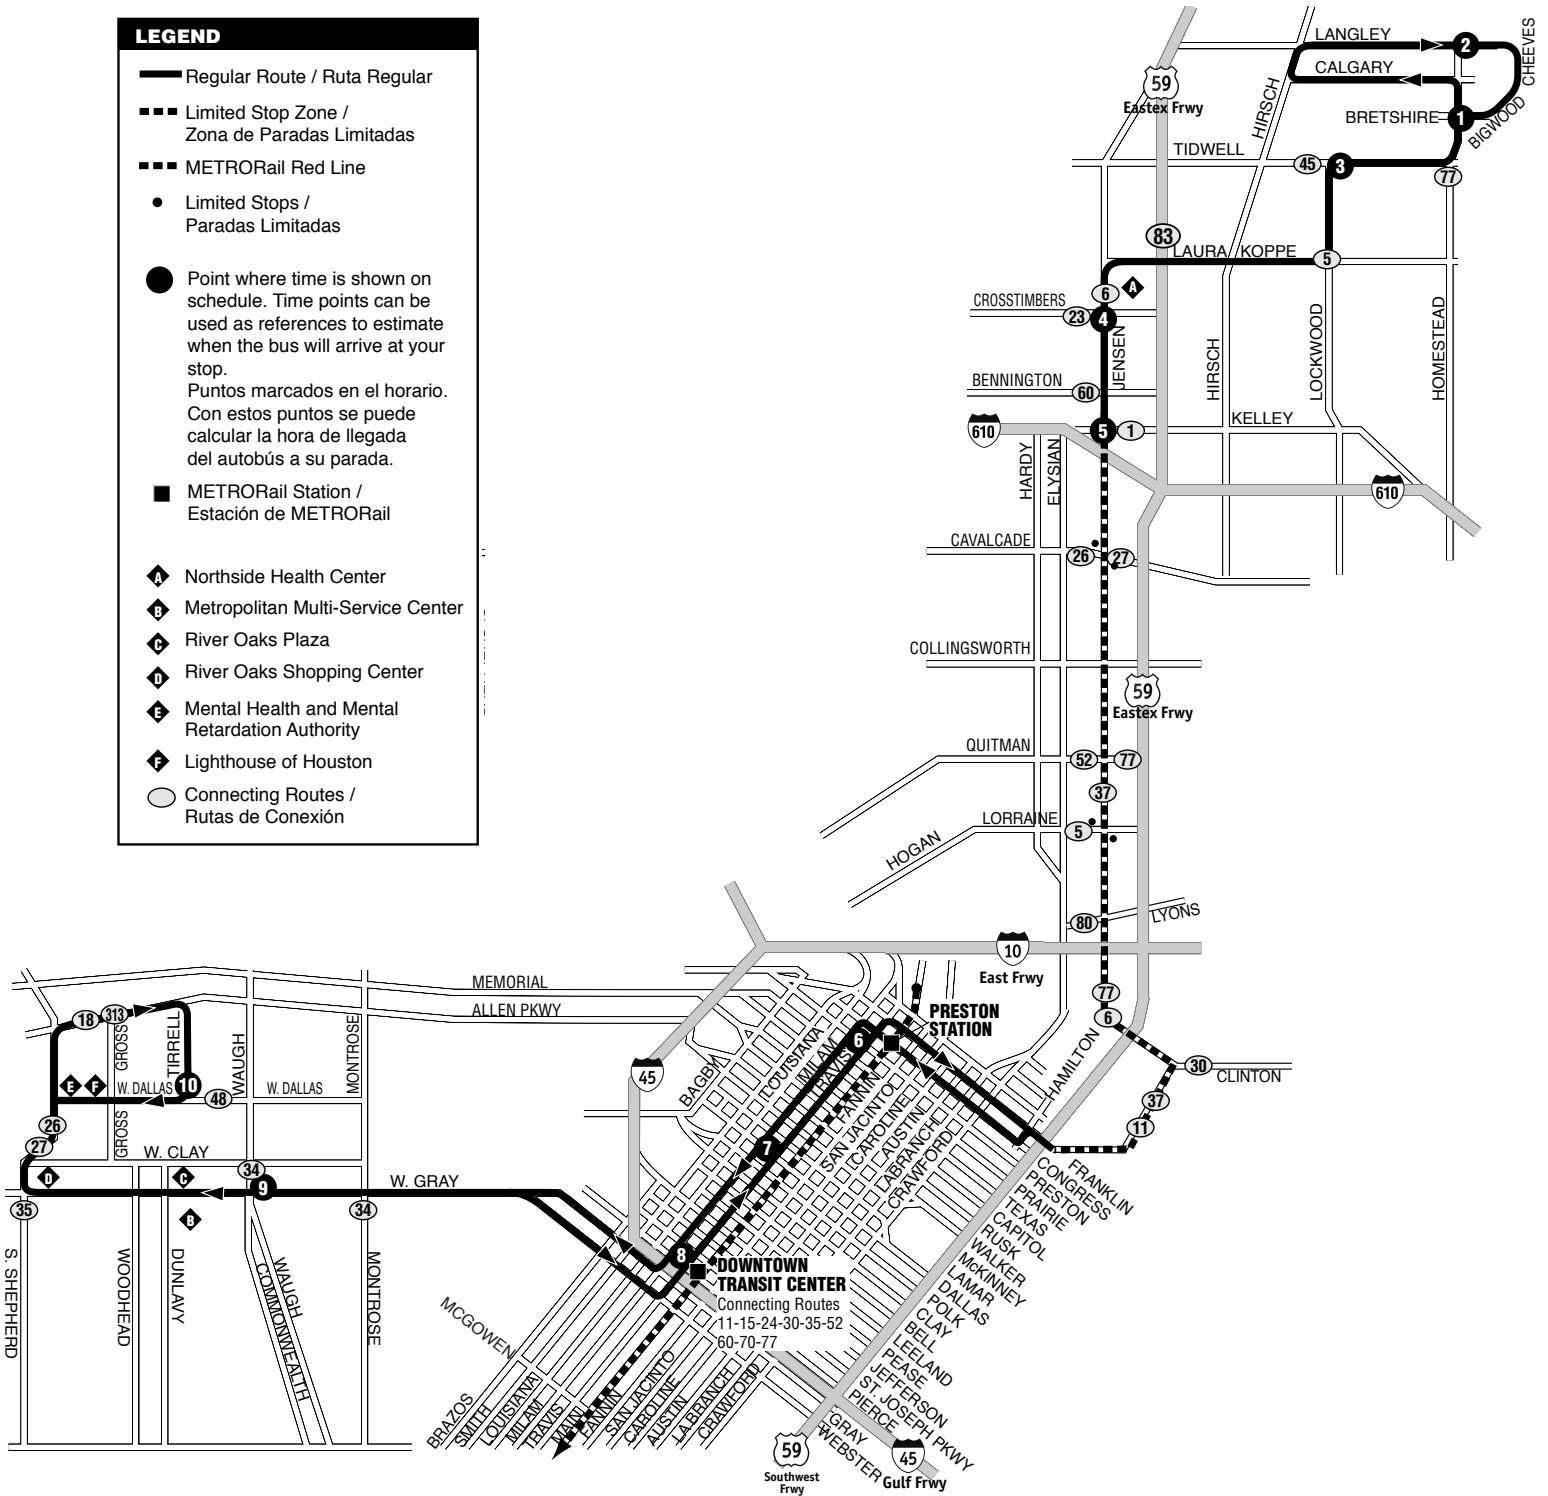 LEGEND
Regular Route / Ruta Regular
Limited Stop Zone /
Zona de Paradas Limitadas
METRORail Red Line
Limited Stops /
Paradas Limitadas
Point where time is shown on
schedule. Time points can be
used as references to estimate
when the bus will arrive at your
stop.
Puntos marcados en el horario.
Con estos puntos se puede
calcular la hora de llegada
del autobús a su parada.
METRORail Station /
Estación de METRORail
A Northside Health Center
B Metropolitan Multi-Service Center
C River Oaks Plaza
D River Oaks Shopping Center
E Mental Health and Mental
Retardation Authority
F Lighthouse of Houston
Connecting Routes /
Rutas de Conexión
LANGLEY
2
CHEEVES
CALGARY
59
Eastex Frwy
HIRSCH
BRETSHIRE
1
BIGWOOD
TIDWELL
45
3
77
83
LAURA KOPPE
5
6
A
CROSSTIMBERS
23
4
JENSEN
HIRSCH
LOCKWOOD
HOMESTEAD
BENNINGTON
60
610
5
1
KELLEY
HARDY
ELYSIAN
610
CAVALCADE
26
27
COLLINGSWORTH
59
Eastex Frwy
QUITMAN
52
77
37
LORRAINE
5
HOGAN
80
LYONS
10
East Frwy
77
6
MEMORIAL
ALLEN PKWY
PRESTON
STATION
18
313
GROSS
TIRRELL
WAUGH
MONTROSE
E
F
W. DALLAS
10
48
W. DALLAS
45
BAGBY
LOUISIANA
MILAM
TRAVIS
6
FANNIN
SAN JACINTO
CAROLINE
AUSTIN
LABRANCH
CRAWFORD
HAMILTON
30
CLINTON
37
11
26
27
GROSS
W. CLAY
7
D
C
34
9
W. GRAY
35
B
34
FRANKLIN
CONGRESS
PRESTON
PRAIRIE
TEXAS
CAPITOL
RUSK
WALKER
McKINNEY
LAMAR
DALLAS
POLK
CLAY
BELL
LEELAND
PEASE
JEFFERSON
ST. JOSEPH PKWY
PIERCE
GRAY
WEBSTER
S. SHEPHERD
WOODHEAD
DUNLAVY
WAUGH
COMMONWEALTH
MONTROSE
8
DOWNTOWN
TRANSIT CENTER
Connecting Routes
11-15-24-30-35-52
60-70-77
MCGOWEN
BRAZOS
SMITH
LOUISIANA
MILAM
TRAVIS
MAIN
FANNIN
SAN JACINTO
CAROLINE
AUSTIN
LA BRANCH
CRAWFORD
59
Southwest
Frwy
45
Gulf Frwy